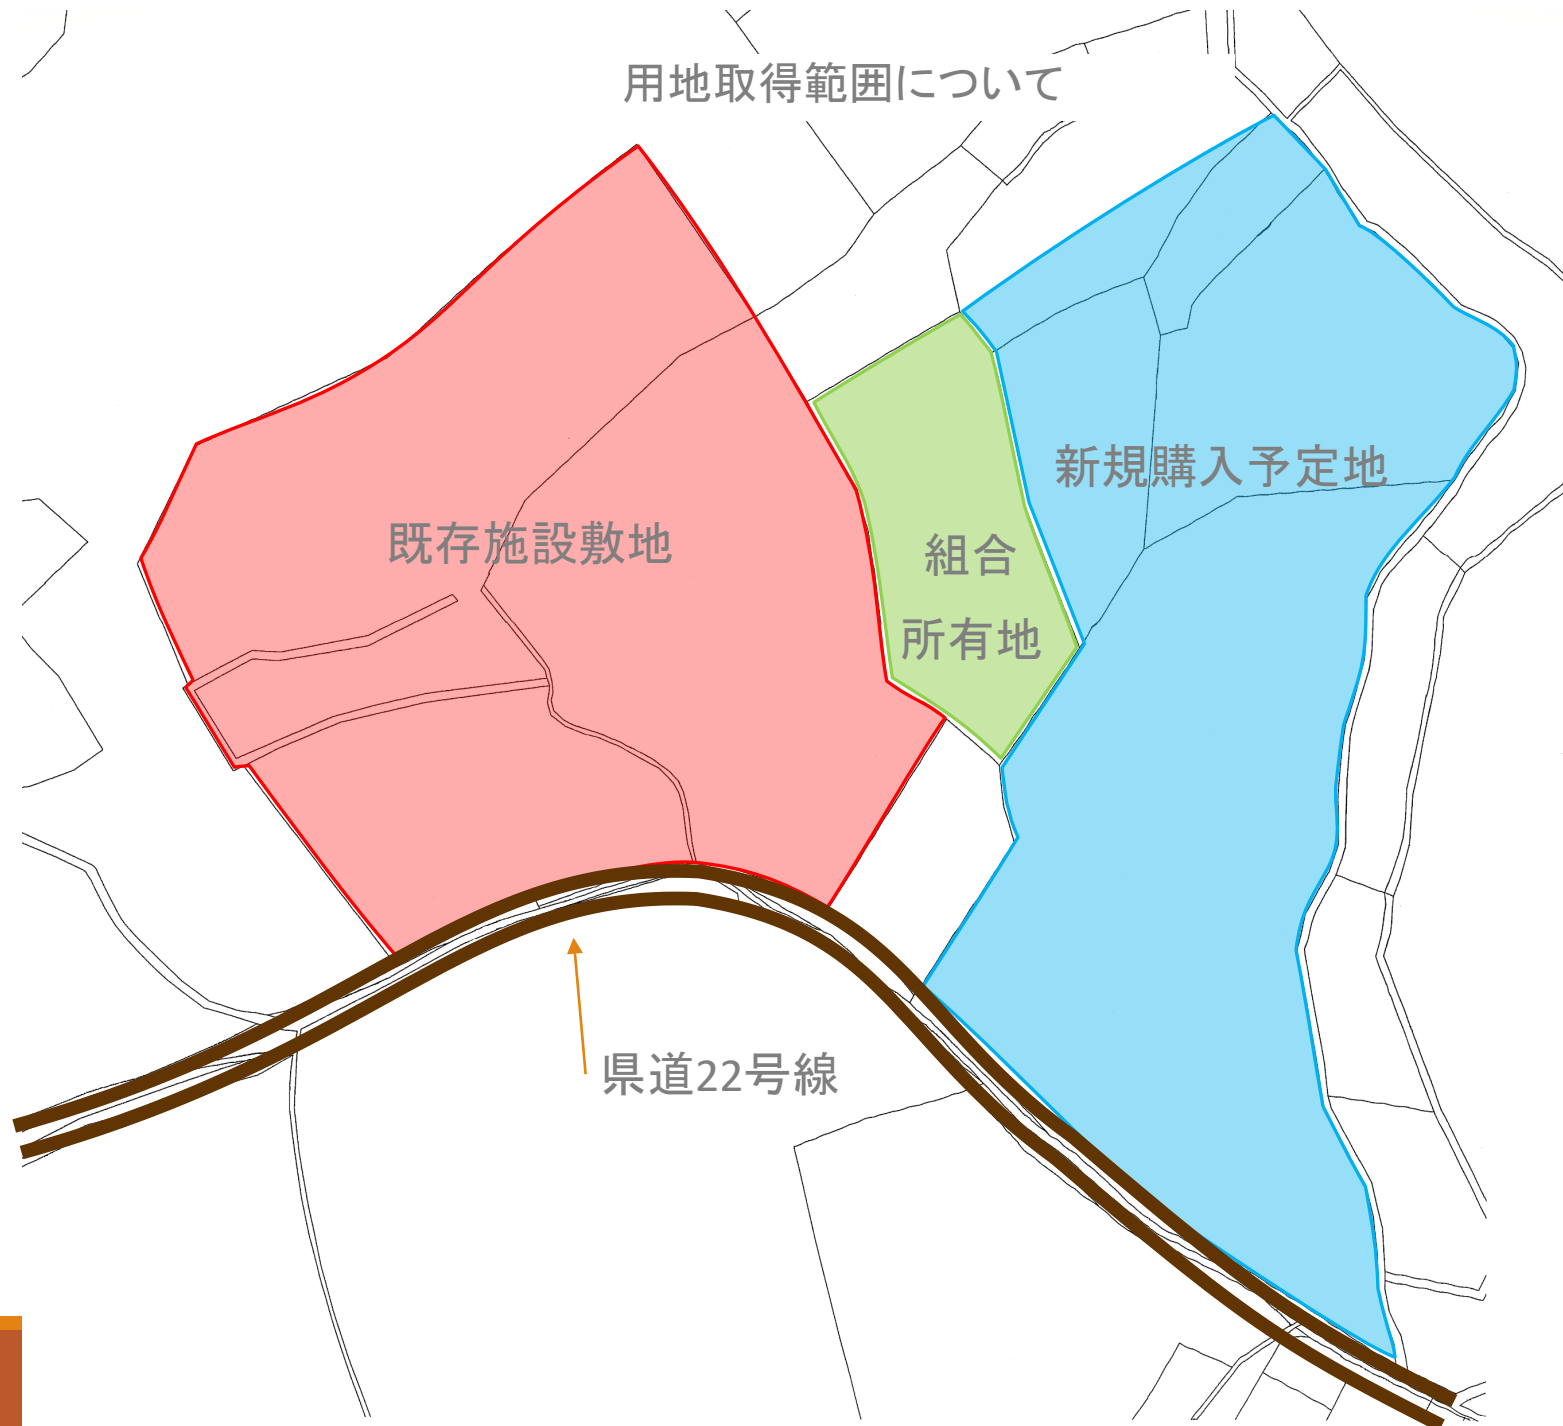 用地取得範囲について
新規購入予定地
既存施設敷地
組合
所有地
県道22号線